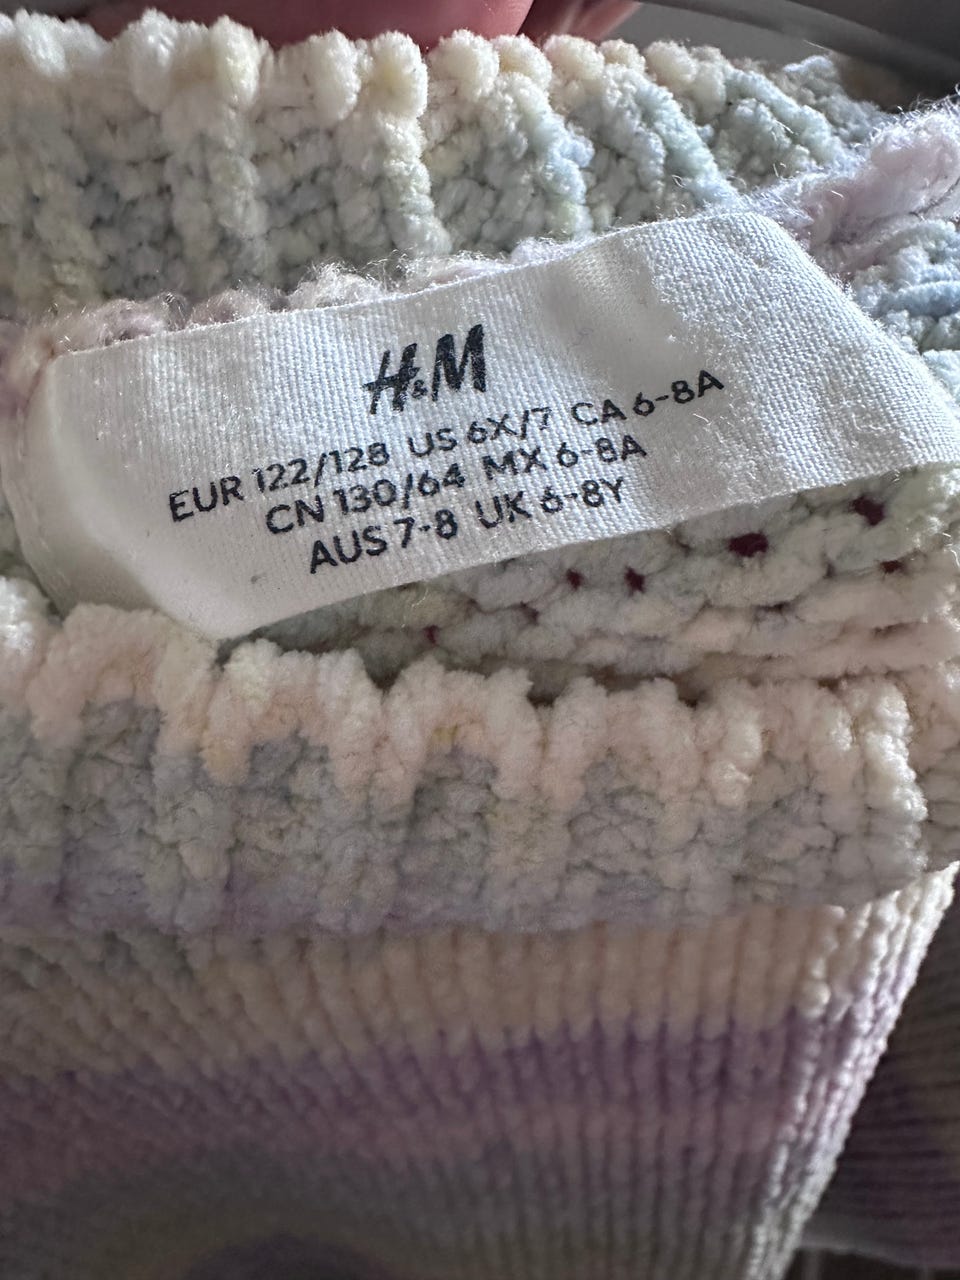 H&M
EUR 122/128 US 6X/7 CA 6-8A
CN 130/64 MX 6-8A
AUS 7-8 UK 6-8Y